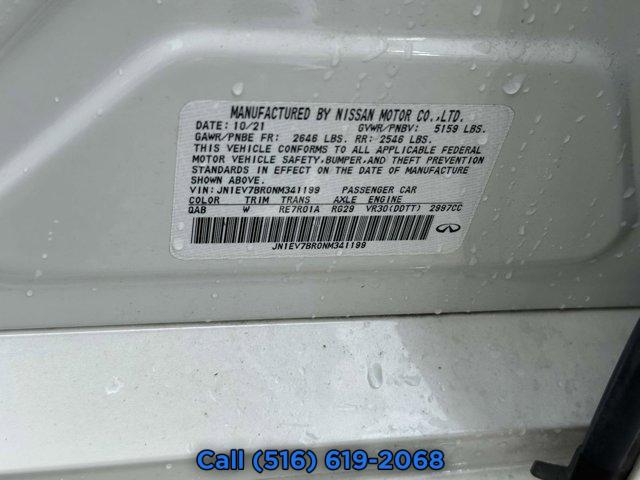 MANUFACTURED BY NISSAN MOTOR CO.,LTD.
DATE: 10/21 GVWR/PNBV: 5159 LBS.
GAWR/PNBE FR: 2646 LBS. RR: 2546 LBS.
THIS VEHICLE CONFORMS TO ALL APPLICABLE FEDERAL
MOTOR VEHICLE SAFETY,BUMPER,AND THEFT PREVENTION
STANDARDS IN EFFECT ON THE DATE OF MANUFACTURE
SHOWN ABOVE.
VIN: JN1EV7BR0NM341199 PASSENGER CAR
COLOR TRIM TRANS AXLE ENGINE
QAB W RE7R01A RG29 VR30(DDTT) 2997CC
JN1EV7BR0NM341199
INFINITI
Call (516) 619-2068